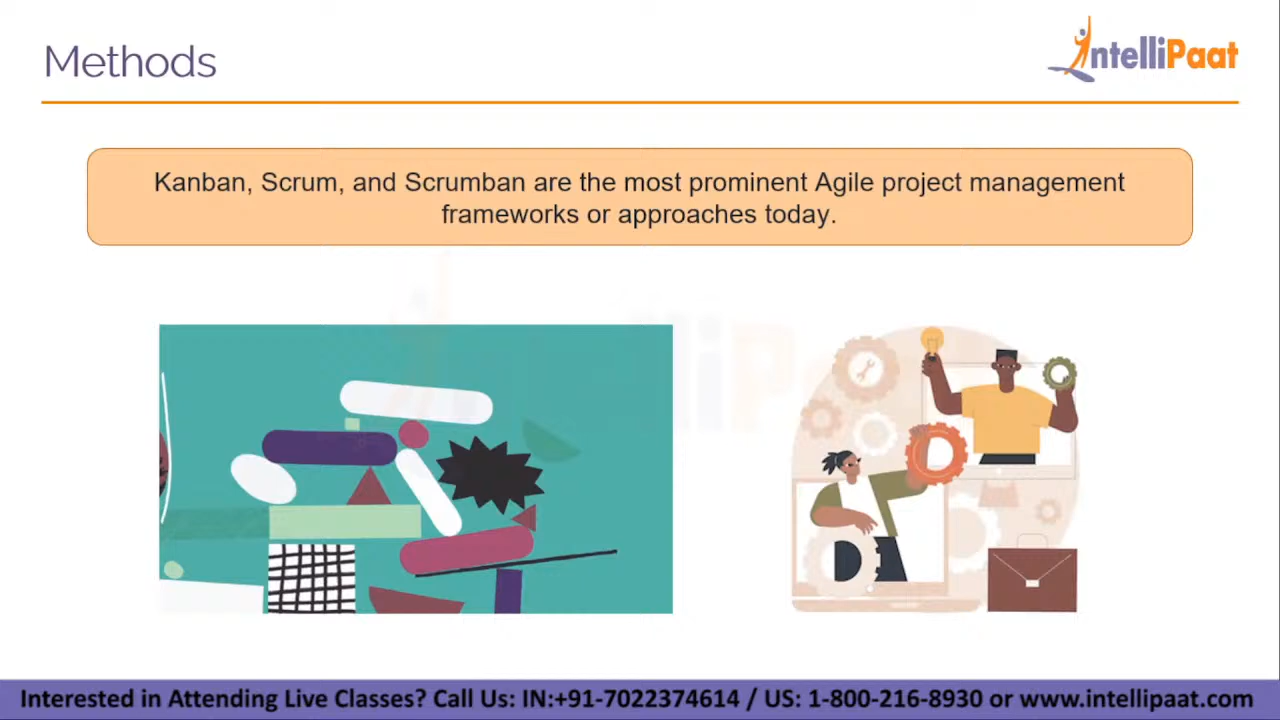 Methods
IntelliPaat
Kanban, Scrum, and Scrumban are the most prominent Agile project management
frameworks or approaches today.
Interested in Attending Live Classes? Call Us: IN:+91-7022374614 / US: 1-800-216-8930 or www.intellipaat.com